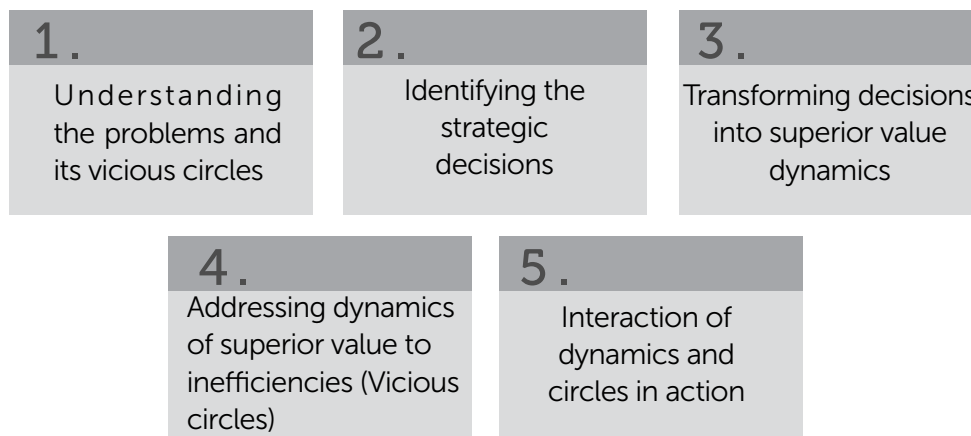 1.
Understanding
the problems and
its vicious circles
2.
Identifying the
strategic
decisions
3.
Transforming decisions
into superior value
dynamics
4.
Addressing dynamics
of superior value to
inefficiencies (Vicious
circles)
5.
Interaction of
dynamics and
circles in action